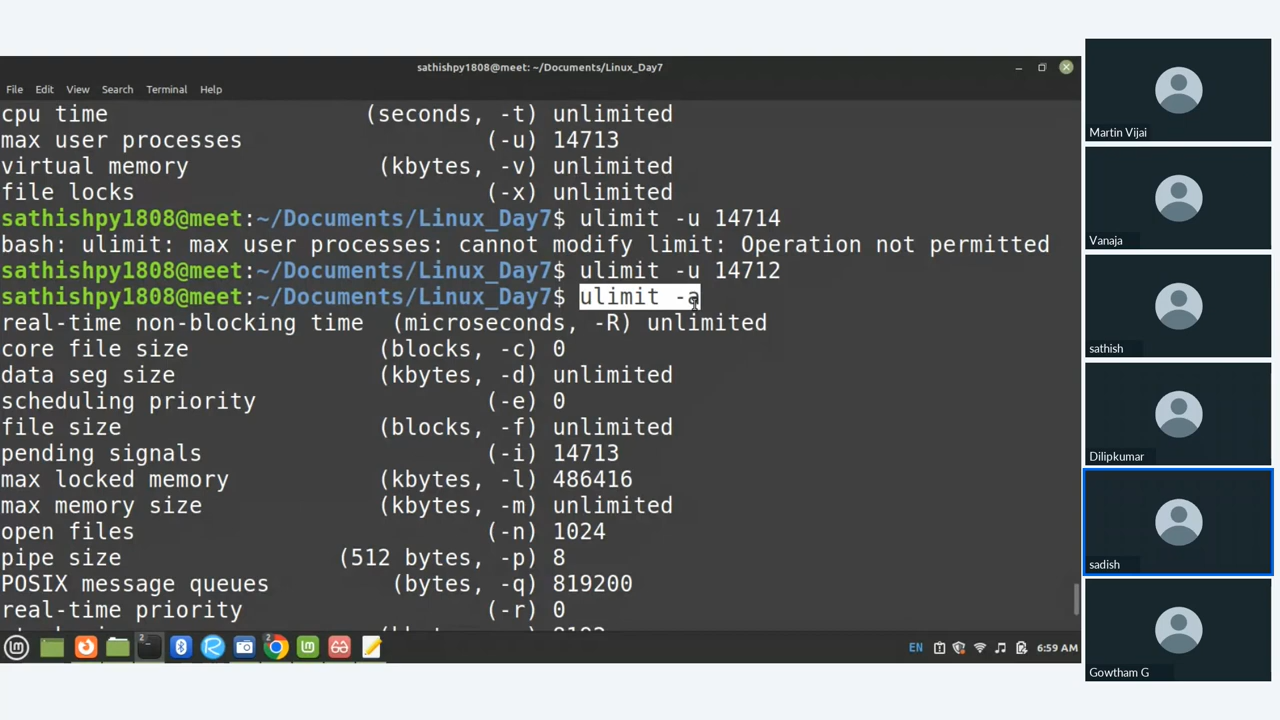 sathishpy1808@meet: ~/Documents/Linux_Day7
File Edit View Search Terminal Help
cpu time (seconds, -t) unlimited
max user processes (-u) 14713
virtual memory (kbytes, -v) unlimited
file locks (-x) unlimited
sathishpy1808@meet:~/Documents/Linux_Day7$ ulimit -u 14714
bash: ulimit: max user processes: cannot modify limit: Operation not permitted
sathishpy1808@meet:~/Documents/Linux_Day7$ ulimit -u 14712
sathishpy1808@meet:~/Documents/Linux_Day7$ ulimit -a
real-time non-blocking time (microseconds, -R) unlimited
core file size (blocks, -c) 0
data seg size (kbytes, -d) unlimited
scheduling priority (-e) 0
file size (blocks, -f) unlimited
pending signals (-i) 14713
max locked memory (kbytes, -l) 486416
max memory size (kbytes, -m) unlimited
open files (-n) 1024
pipe size (512 bytes, -p) 8
POSIX message queues (bytes, -q) 819200
real-time priority (-r) 0
EN 6:59 AM
Martin Vijai
Vanaja
sathish
Dilipkumar
sadish
Gowtham G